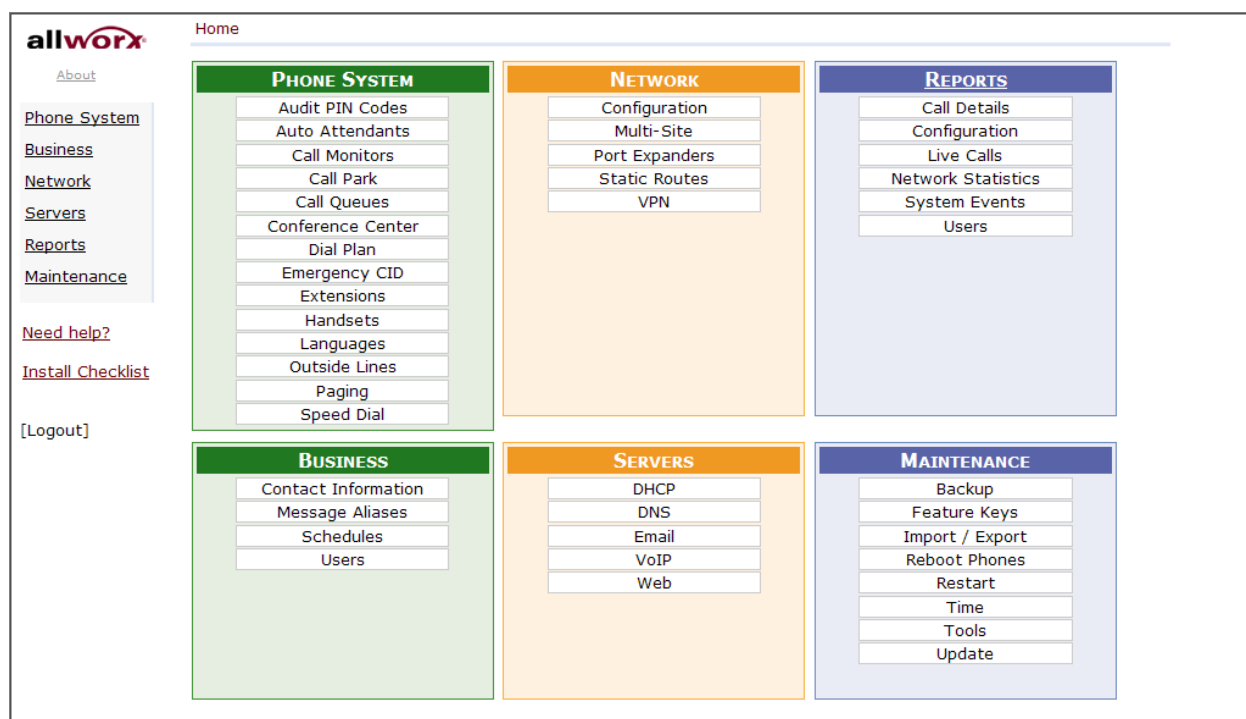 allworx
About
Phone System
Business
Network
Servers
Reports
Maintenance
Need help?
Install Checklist
[Logout]
Home
PHONE SYSTEM
Audit PIN Codes
Auto Attendants
Call Monitors
Call Park
Call Queues
Conference Center
Dial Plan
Emergency CID
Extensions
Handsets
Languages
Outside Lines
Paging
Speed Dial
NETWORK
Configuration
Multi-Site
Port Expanders
Static Routes
VPN
REPORTS
Call Details
Configuration
Live Calls
Network Statistics
System Events
Users
BUSINESS
Contact Information
Message Aliases
Schedules
Users
SERVERS
DHCP
DNS
Email
VoIP
Web
MAINTENANCE
Backup
Feature Keys
Import / Export
Reboot Phones
Restart
Time
Tools
Update